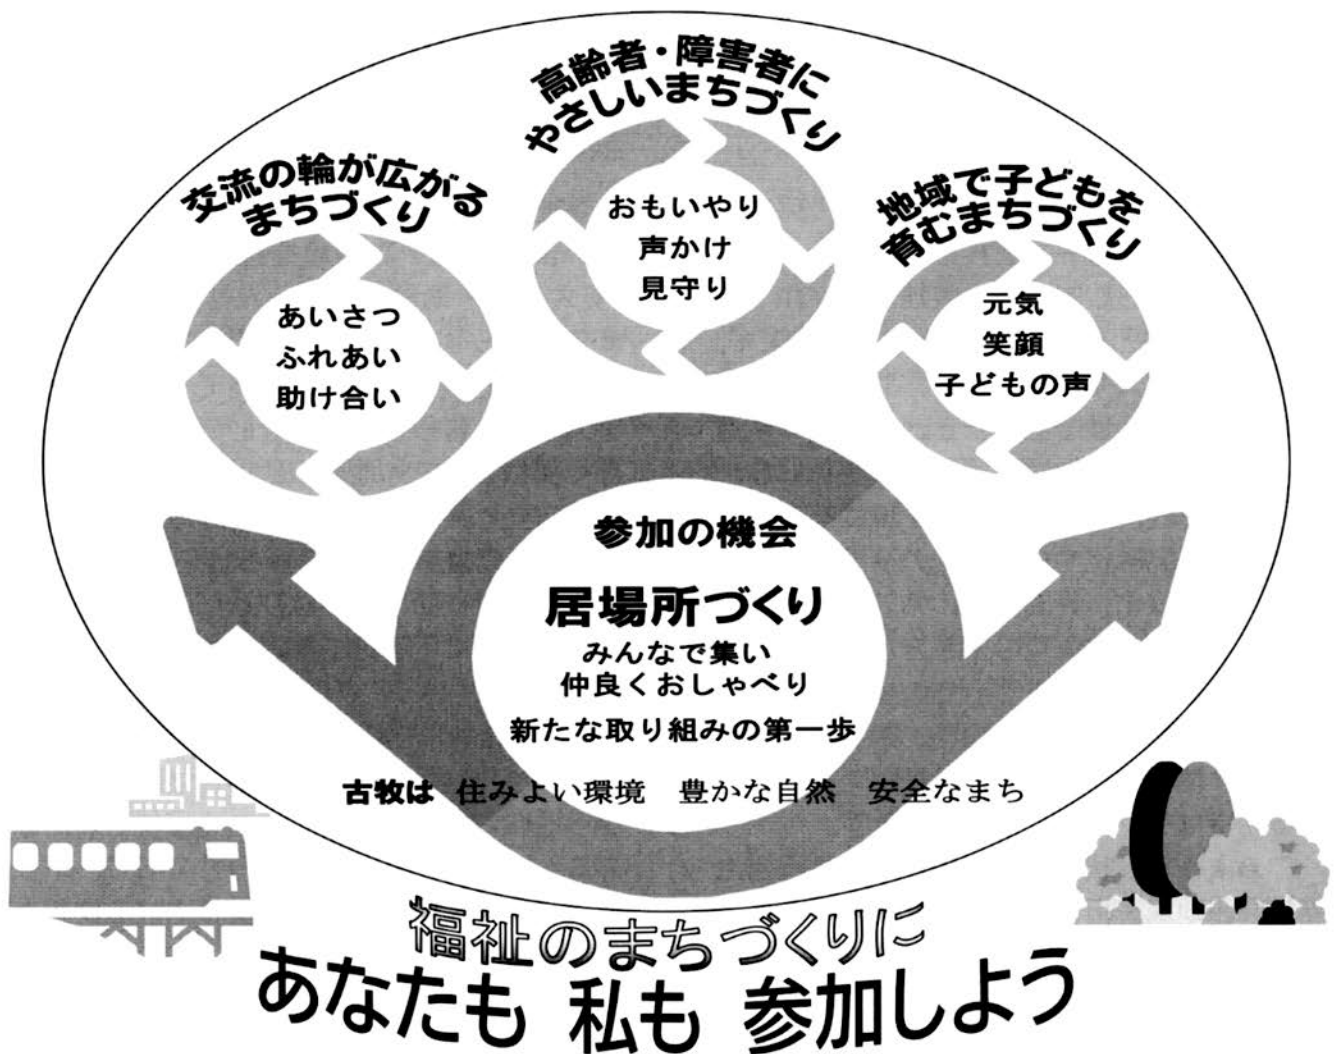 高齢者・障害者に
やさしいまちづくり
おもいやり
声かけ
見守り
交流の輪が広がる
まちづくり
あいさつ
ふれあい
助け合い
地域で子どもを
育むまちづくり
元気
笑顔
子どもの声
参加の機会
居場所づくり
みんなで集い
仲良くおしゃべり
新たな取り組みの第一歩
古牧は 住みよい環境 豊かな自然 安全なまち
福祉のまちづくりに
あなたも 私も 参加しよう